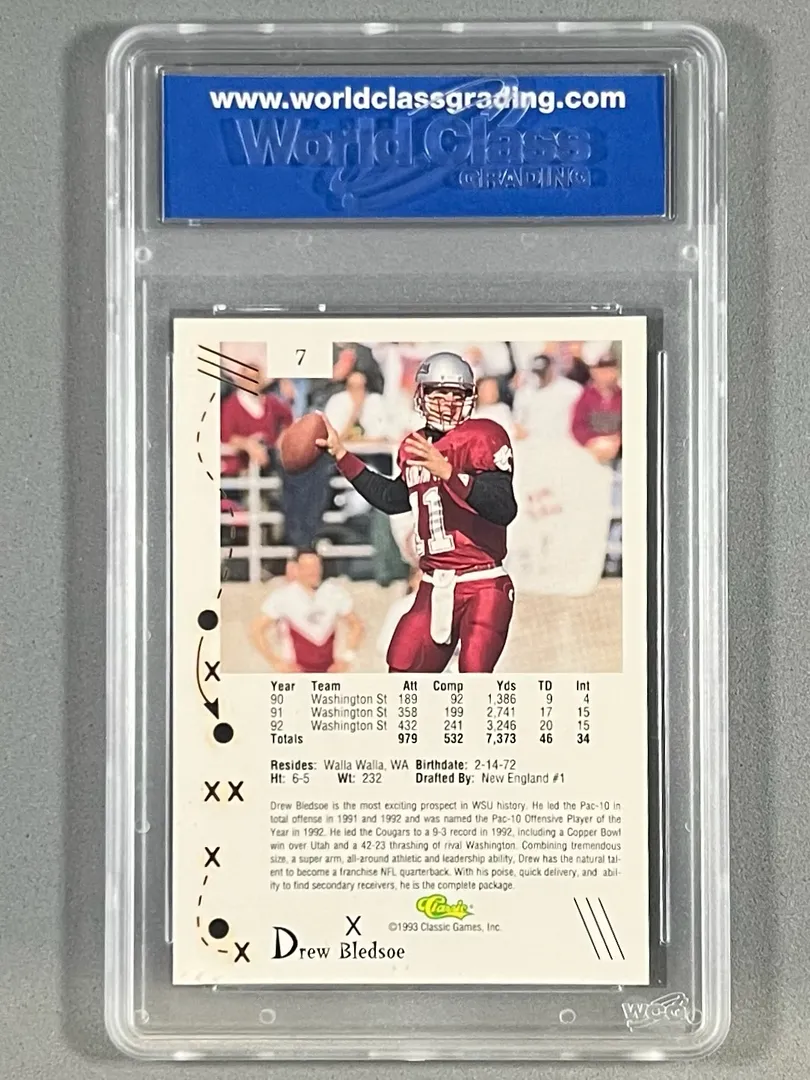 www.worldclassgrading.com
World Class
GRADING
7
11
Year Team Att Comp Yds TD Int
90 Washington St 189 92 1,386 9 4
91 Washington St 358 199 2,741 17 15
92 Washington St 432 241 3,246 20 15
Totals 979 532 7,373 46 34
Resides: Walla Walla, WA Birthdate: 2-14-72
Ht: 6-5 Wt: 232 Drafted By: New England #1
Drew Bledsoe is the most exciting prospect in WSU history. He led the Pac-10 in
total offense in 1991 and 1992 and was named the Pac-10 Offensive Player of the
Year in 1992. He led the Cougars to a 9-3 record in 1992, including a Copper Bowl
win over Utah and a 42-23 thrashing of rival Washington. Combining tremendous
size, a super arm, all-around athletic and leadership ability, Drew has the natural tal-
ent to become a franchise NFL quarterback. With his poise, quick delivery, and abil-
ity to find secondary receivers, he is the complete package.
Classic
©1993 Classic Games, Inc.
X
XX
X
X
X
Drew Bledsoe
WCG